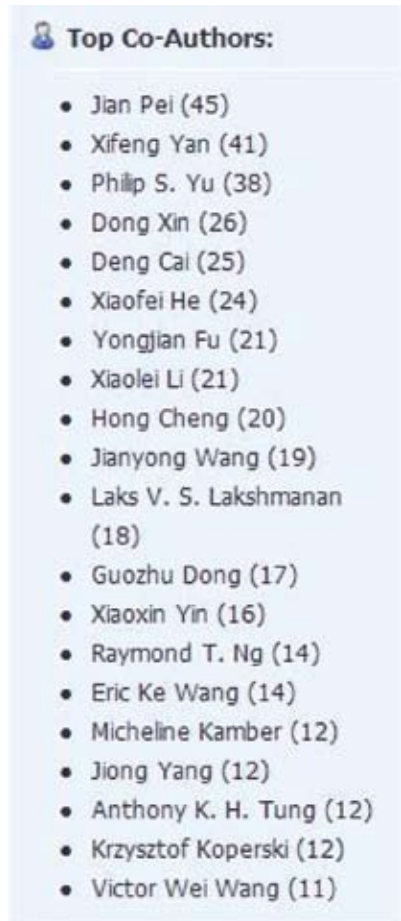 Top Co-Authors:
• Jian Pei (45)
• Xifeng Yan (41)
• Philip S. Yu (38)
• Dong Xin (26)
• Deng Cai (25)
• Xiaofei He (24)
• Yongjian Fu (21)
• Xiaolei Li (21)
• Hong Cheng (20)
• Jianyong Wang (19)
• Laks V. S. Lakshmanan
(18)
• Guozhu Dong (17)
• Xiaoxin Yin (16)
• Raymond T. Ng (14)
• Eric Ke Wang (14)
• Micheline Kamber (12)
• Jiong Yang (12)
• Anthony K. H. Tung (12)
• Krzysztof Koperski (12)
• Victor Wei Wang (11)